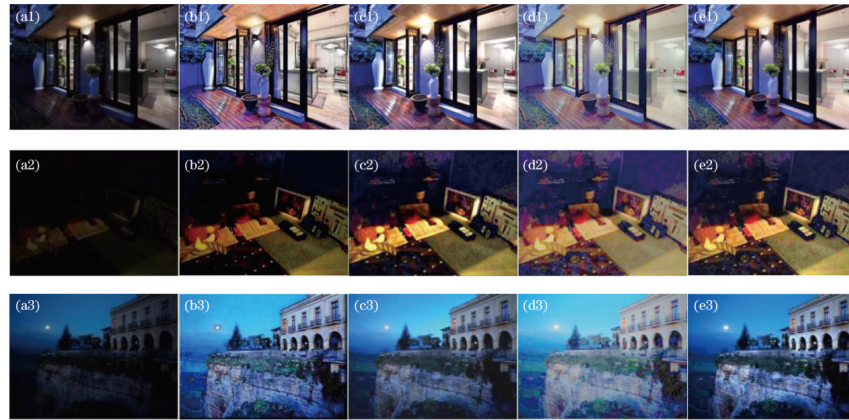 (a1) (b1) (c1) (d1) (e1)
(a2) (b2) (c2) (d2) (e2)
(a3) (b3) (c3) (d3) (e3)